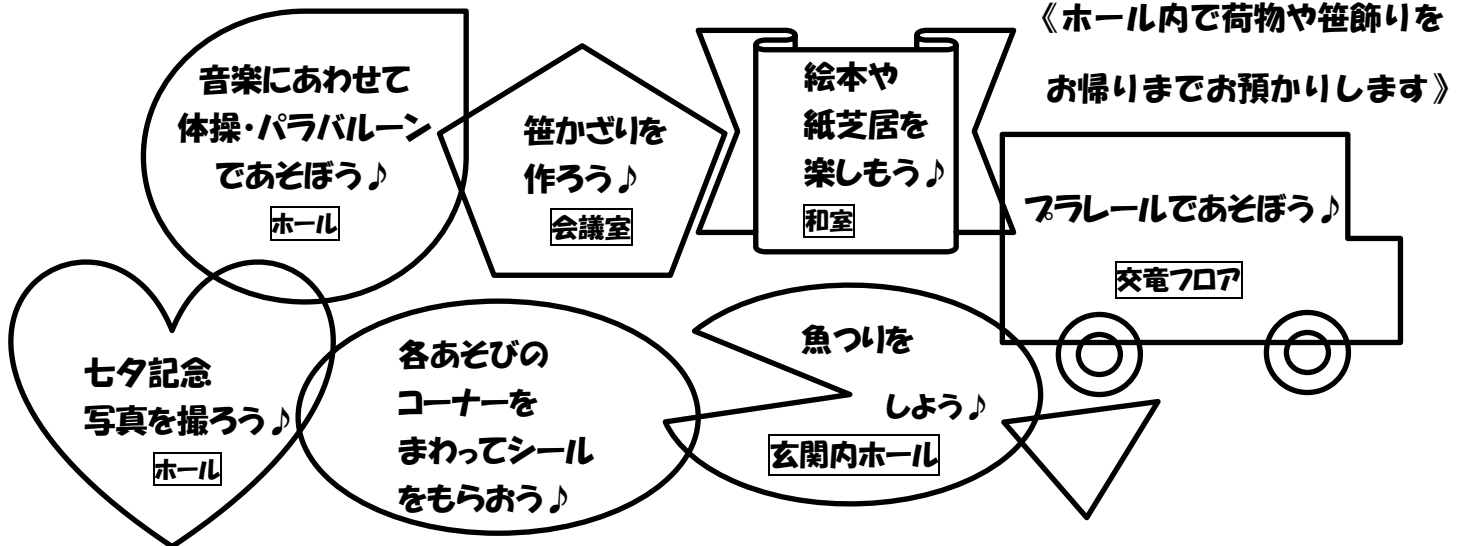 《ホール内で荷物や笹飾りを
お帰りまでお預かりします》
音楽にあわせて
体操・パラバルーン
であそぼう♪
ホール
笹かざりを
作ろう♪
会議室
絵本や
紙芝居を
楽しもう♪
和室
プラレールであそぼう♪
交竜フロア
七夕記念
写真を撮ろう♪
ホール
各あそびの
コーナーを
まわってシール
をもらおう♪
魚つりを
しよう♪
玄関内ホール